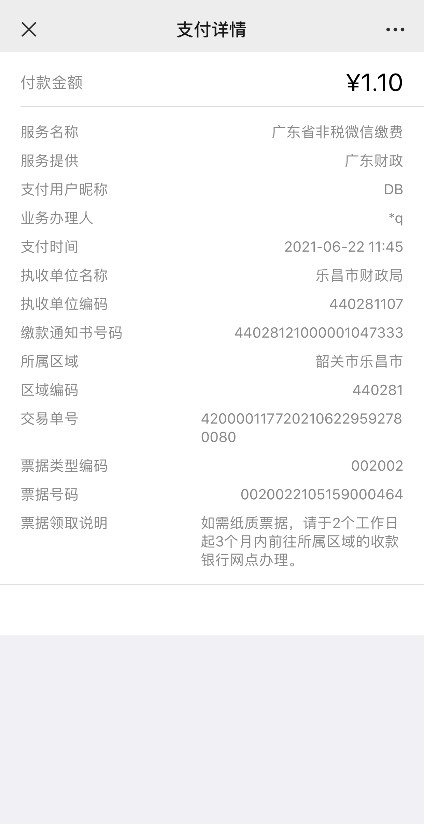 支付详情
付款金额 ¥1.10
服务名称 广东省非税微信缴费
服务提供 广东财政
支付用户昵称 DB
业务办理人 *q
支付时间 2021-06-22 11:45
执收单位名称 乐昌市财政局
执收单位编码 440281107
缴款通知书号码 44028121000001047333
所属区域 韶关市乐昌市
区域编码 440281
交易单号 420000117720210622959278
0080
票据类型编码 002002
票据号码 0020022105159000464
票据领取说明 如需纸质票据，请于2个工作日
起3个月内前往所属区域的收款
银行网点办理。